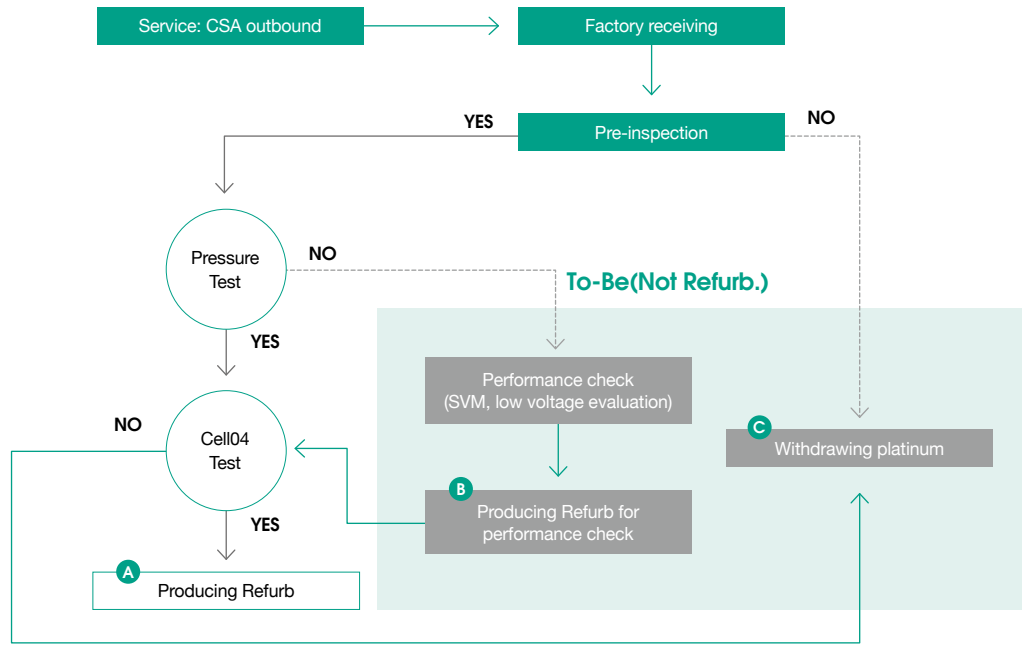 Service: CSA outbound
Factory receiving
YES
Pre-inspection
NO
Pressure
Test
NO
To-Be(Not Refurb.)
YES
Performance check
(SVM, low voltage evaluation)
NO
Cell04
Test
C
Withdrawing platinum
B
Producing Refurb for
performance check
YES
A
Producing Refurb